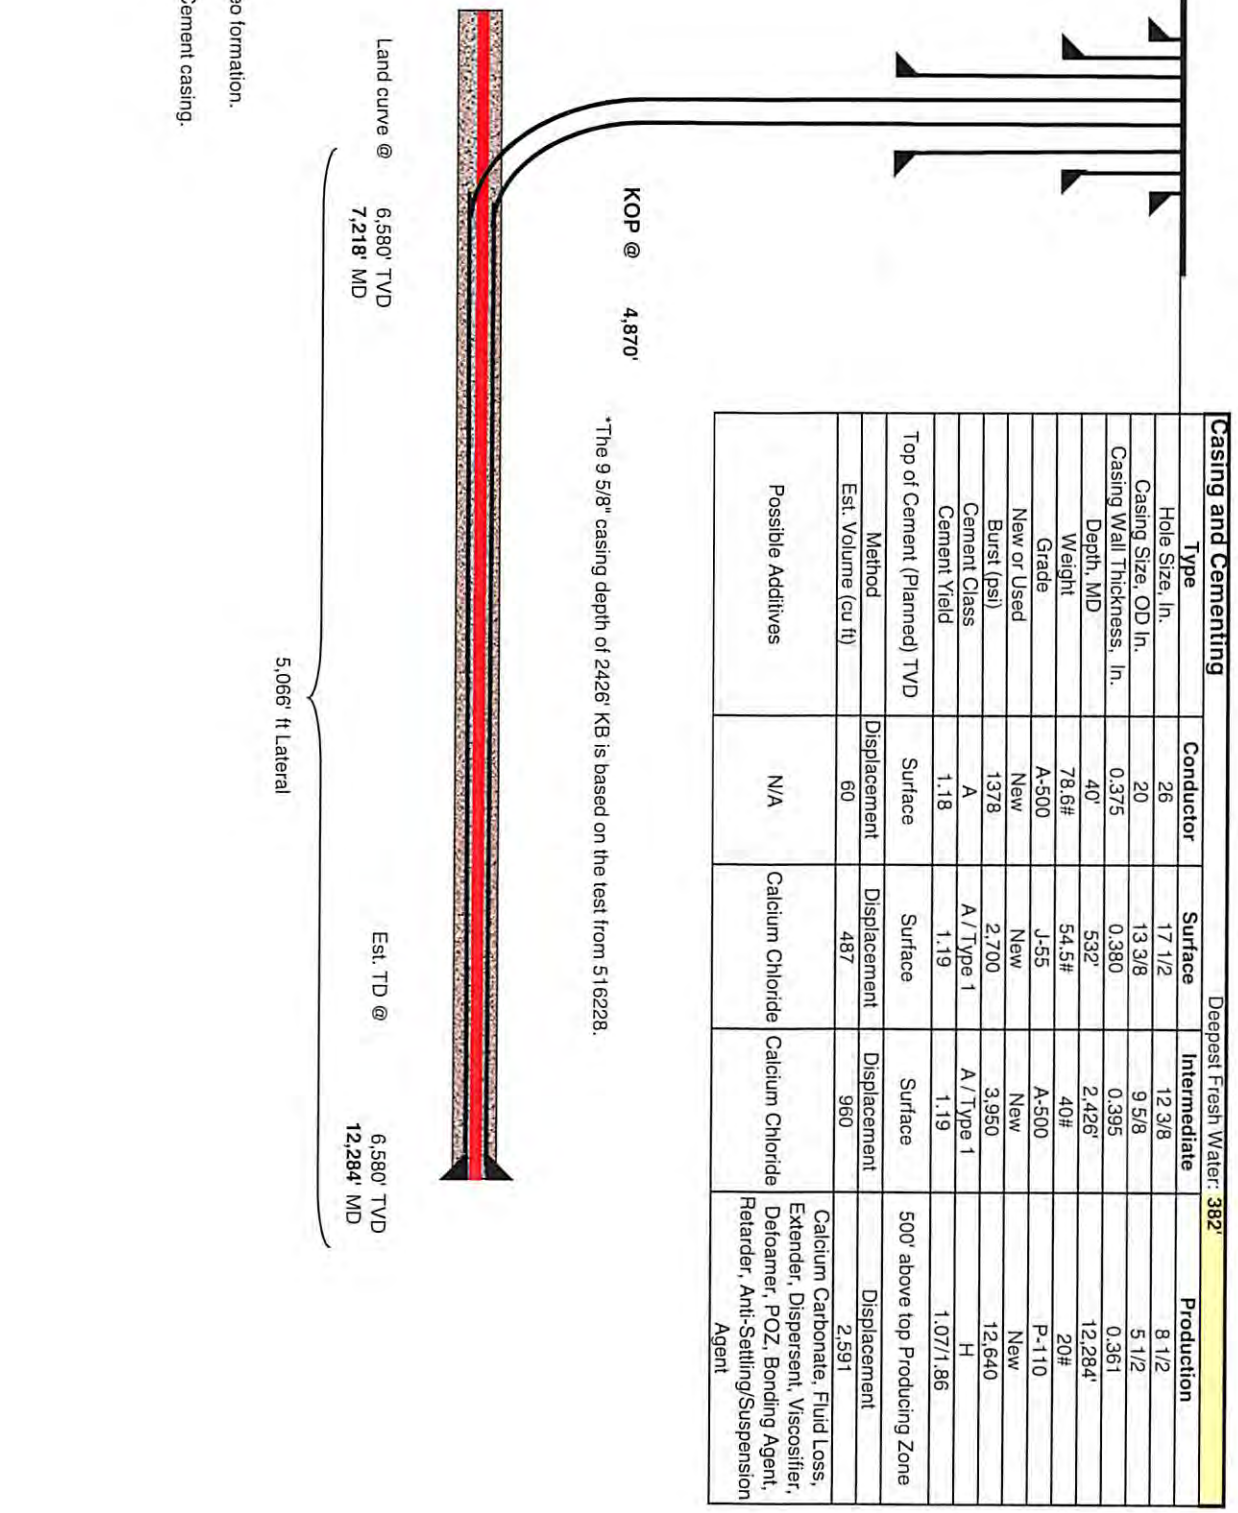 Casing and Cementing Deepest Fresh Water: 382'
Type Conductor Surface Intermediate Production
Hole Size, In. 26 17 1/2 12 3/8 8 1/2
Casing Size, OD In. 20 13 3/8 9 5/8 5 1/2
Casing Wall Thickness, In. 0.375 0.380 0.395 0.361
Depth, MD 40' 532' 2,426' 12,284'
Weight 78.6# 54.5# 40# 20#
Grade A-500 J-55 A-500 P-110
New or Used New New New New
Burst (psi) 1378 2,700 3,950 12,640
Cement Class A A / Type 1 A / Type 1 H
Cement Yield 1.18 1.19 1.19 1.07/1.86
Top of Cement (Planned) TVD Surface Surface Surface 500' above top Producing Zone
Method Displacement Displacement Displacement Displacement
Est. Volume (cu ft) 60 487 960 2,591
Possible Additives N/A Calcium Chloride Calcium Chloride Calcium Carbonate, Fluid Loss,
Extender, Dispersent, Viscosifier,
Defoamer, POZ, Bonding Agent,
Retarder, Anti-Settling/Suspension
Agent
KOP @ 4,870'
*The 9 5/8" casing depth of 2426' KB is based on the test from 516228.
Land curve @ 6,580' TVD
7,218' MD
Est. TD @ 6,580' TVD
12,284' MD
5,066' ft Lateral
eo formation.
Cement casing.